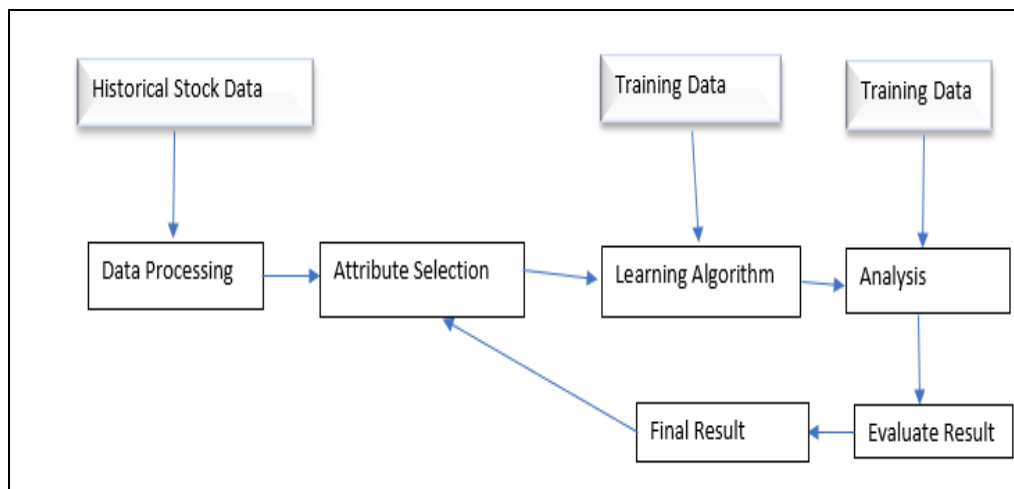 Historical Stock Data
Training Data
Training Data
Data Processing
Attribute Selection
Learning Algorithm
Analysis
Final Result
Evaluate Result